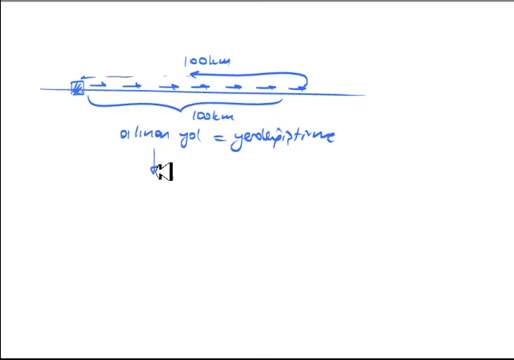 100km
100km
alınan yol = yerdeğiştirme